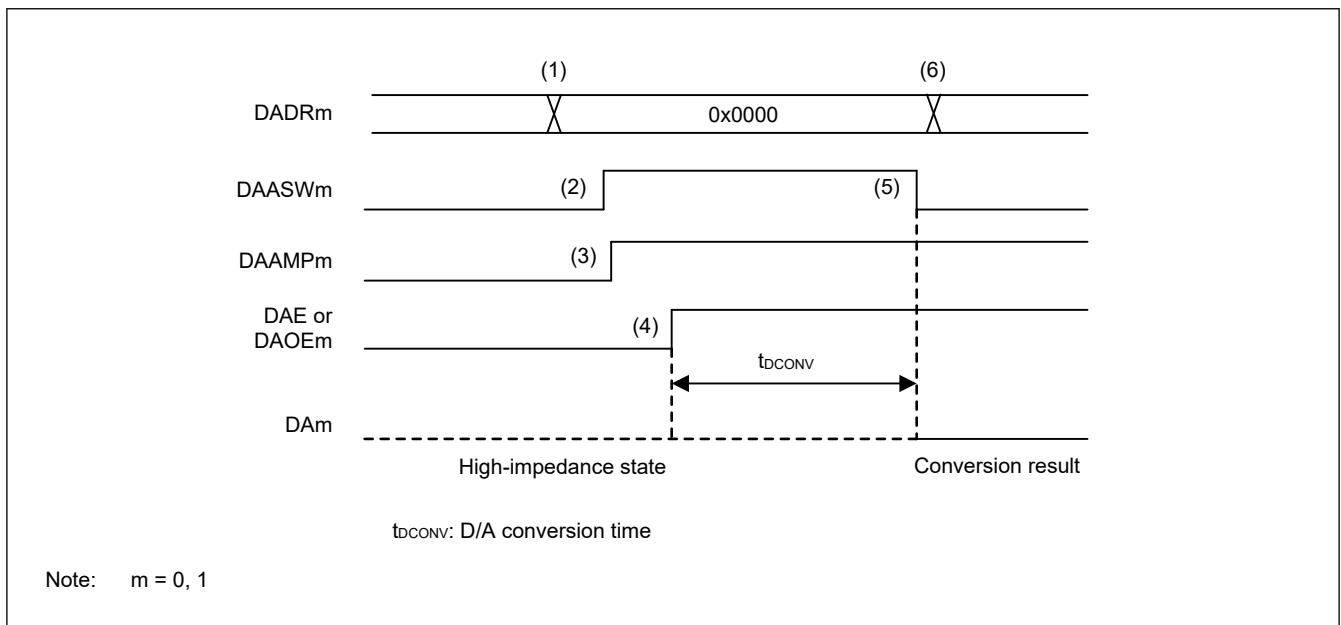 (1) (6)
DADRm 0x0000
DAASWm (2) (5)
DAAMPm (3)
DAE or
DAOEm (4)
tDCONV
DAm
High-impedance state Conversion result
tDCONV: D/A conversion time
Note: m = 0, 1